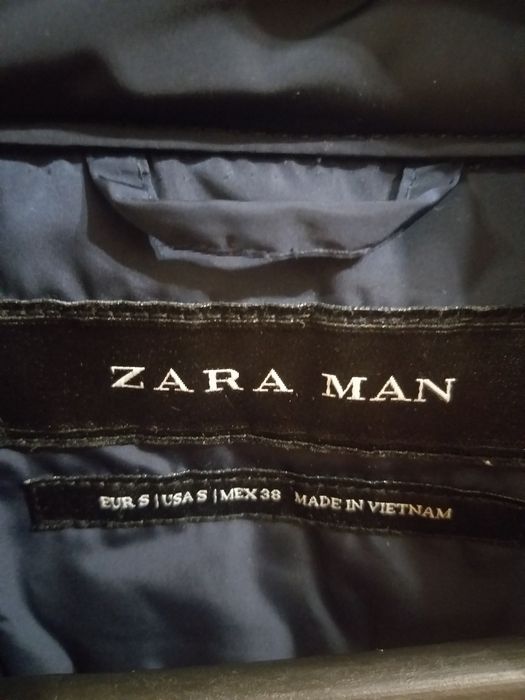 ZARA MAN
EUR S | USA S | MEX 38 MADE IN VIETNAM